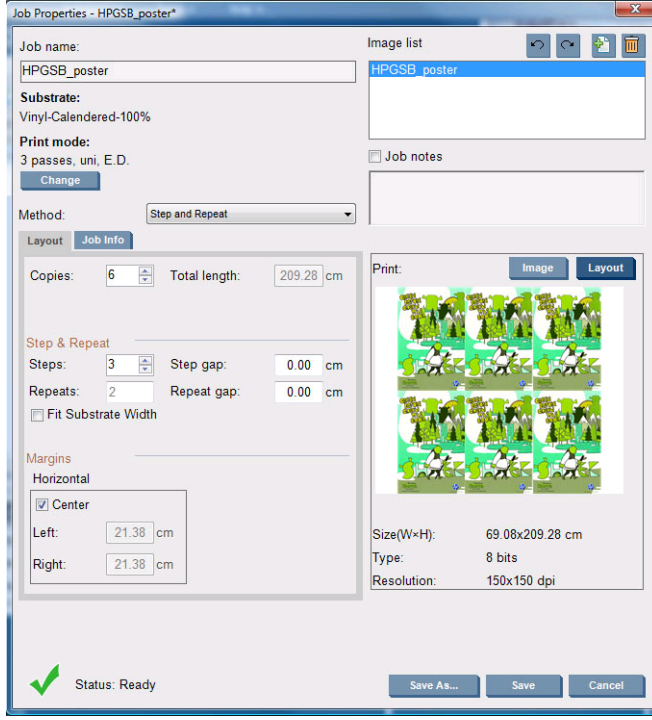 Job Properties - HPGSB_poster*
Job name:
HPGSB_poster
Substrate:
Vinyl-Calendered-100%
Print mode:
3 passes, uni, E.D.
Change
Method:
Step and Repeat
Image list
HPGSB_poster
Job notes
Layout
Job Info
Copies:
6
Total length:
209.28 cm
Step & Repeat
Steps:
3
Step gap:
0.00 cm
Repeats:
2
Repeat gap:
0.00 cm
Fit Substrate Width
Margins
Horizontal
Center
Left:
21.38 cm
Right:
21.38 cm
Print:
Image
Layout
Size(W×H):
69.08x209.28 cm
Type:
8 bits
Resolution:
150x150 dpi
Status: Ready
Save As...
Save
Cancel